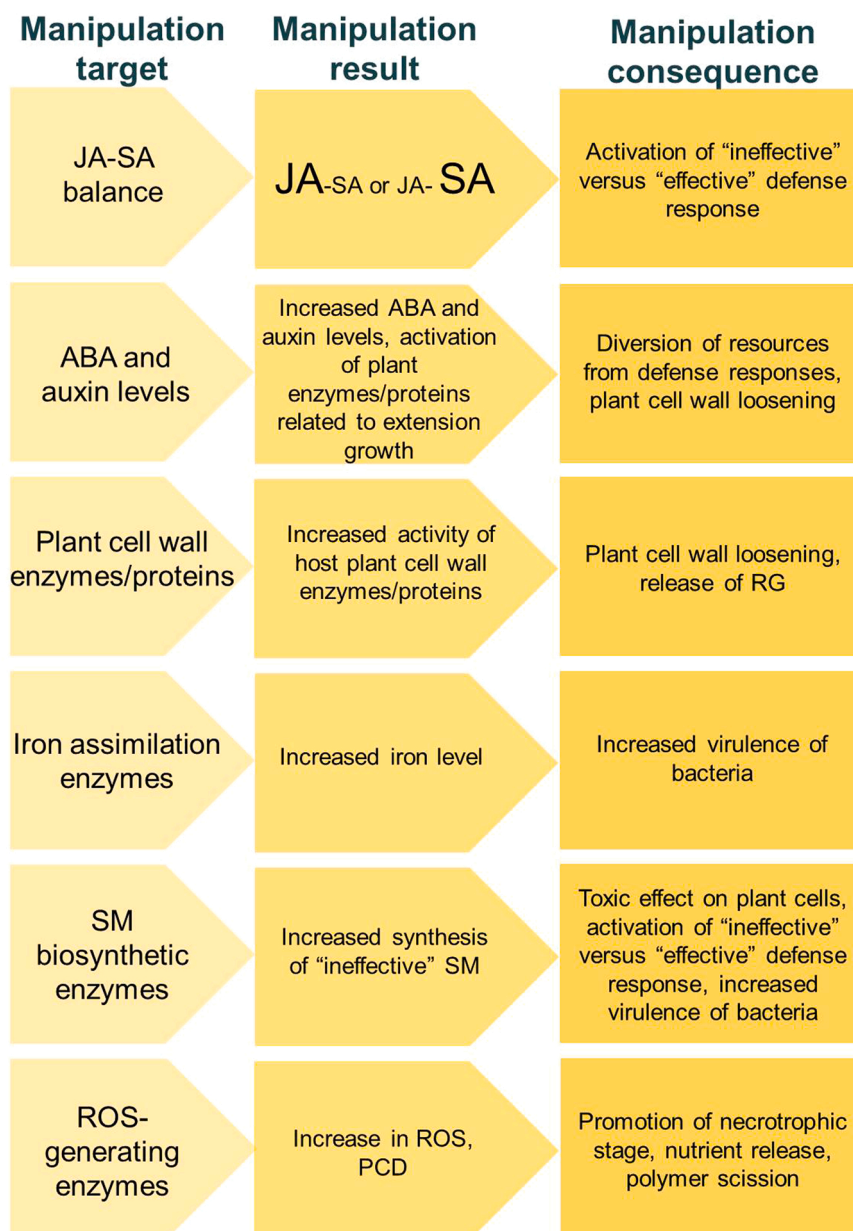 Manipulation
target
Manipulation
result
Manipulation
consequence
JA-SA
balance
JA-SA or JA- SA
Activation of “ineffective”
versus “effective” defense
response
ABA and
auxin levels
Increased ABA and
auxin levels, activation
of plant
enzymes/proteins
related to extension
growth
Diversion of resources
from defense responses,
plant cell wall loosening
Plant cell wall
enzymes/proteins
Increased activity of
host plant cell wall
enzymes/proteins
Plant cell wall loosening,
release of RG
Iron assimilation
enzymes
Increased iron level
Increased virulence of
bacteria
SM
biosynthetic
enzymes
Increased synthesis
of “ineffective” SM
Toxic effect on plant cells,
activation of “ineffective”
versus “effective” defense
response, increased
virulence of bacteria
ROS-
generating
enzymes
Increase in ROS,
PCD
Promotion of necrotrophic
stage, nutrient release,
polymer scission